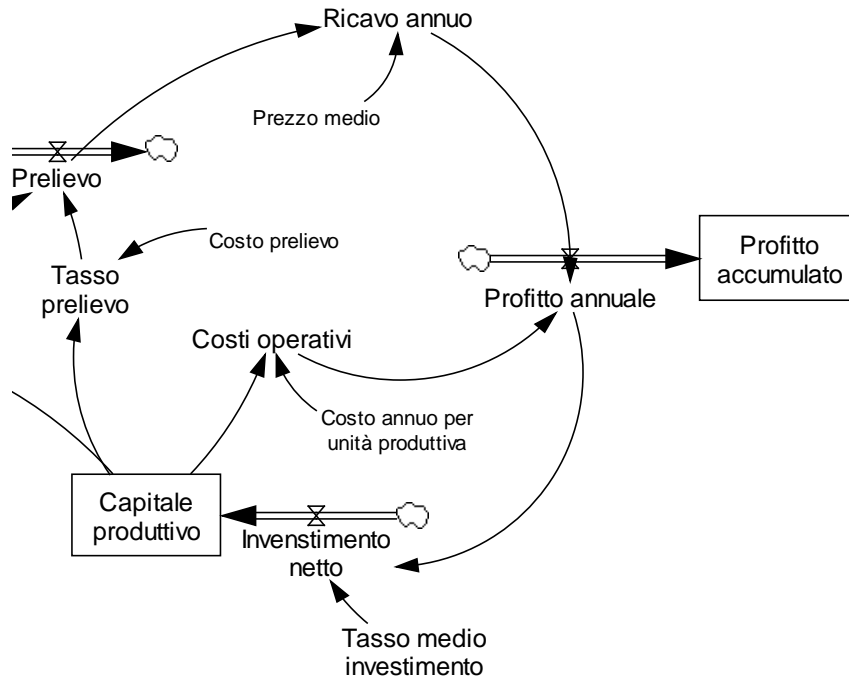 Ricavo annuo
Prezzo medio
Prelievo
Costo prelievo
Tasso
prelievo
Profitto
accumulato
Profitto annuale
Costi operativi
Costo annuo per
unità produttiva
Capitale
produttivo
Invenstimento
netto
Tasso medio
investimento